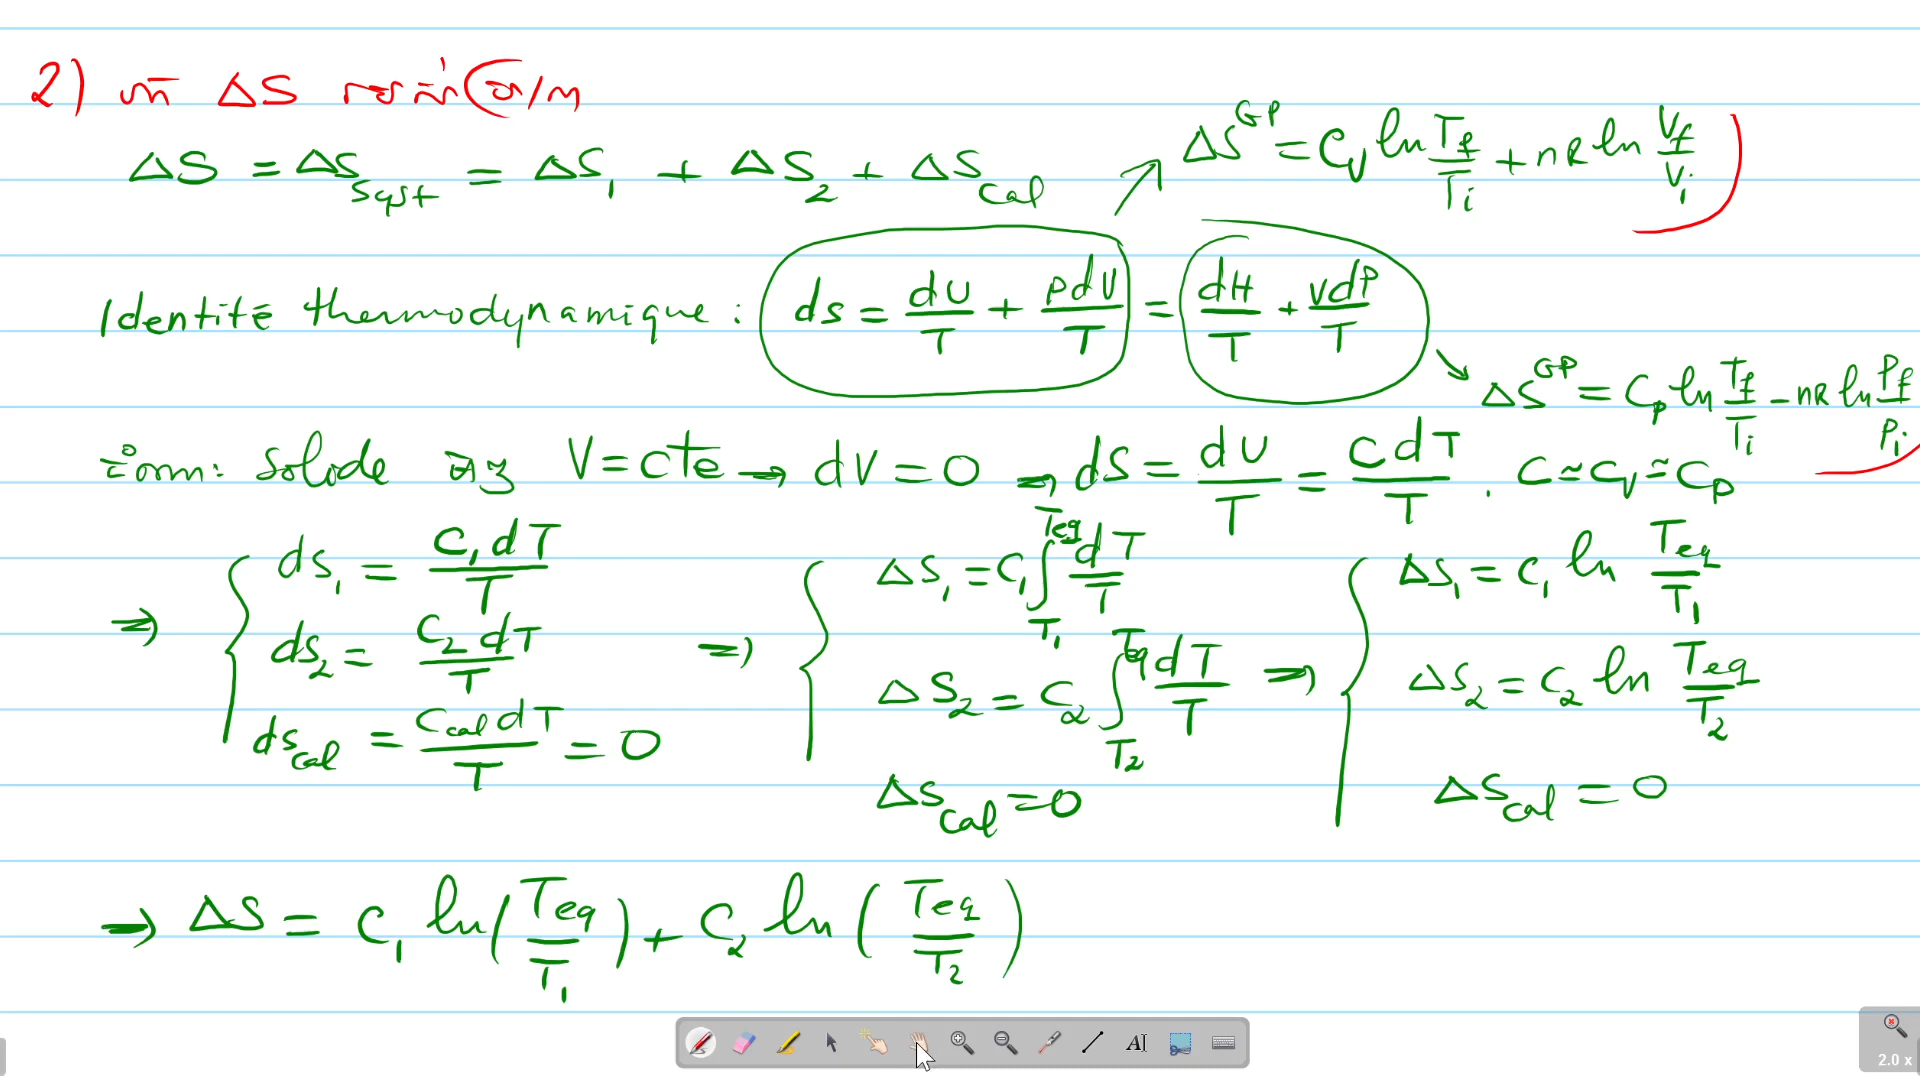 2) ΔS
ΔS = ΔS_syst = ΔS_1 + ΔS_2 + ΔS_cal
ΔS^GP = C_V ln T_f/T_i + nR ln V_f/V_i
Identité thermodynamique : ds = dU/T + PdV/T = dH/T + VdP/T
ΔS^GP = C_p ln T_f/T_i - nR ln P_f/P_i
Solide V = cte → dV = 0 → dS = dU/T = CdT/T . C ≃ C_V ≃ C_p
⇒ { ds_1 = C_1 dT/T
ds_2 = C_2 dT/T
ds_cal = C_cal dT/T = 0
⇒ { ΔS_1 = C_1 ∫_{T_1}^{Teq} dT/T
ΔS_2 = C_2 ∫_{T_2}^{Teq} dT/T
ΔS_cal = 0
⇒ { ΔS_1 = C_1 ln Teq/T_1
ΔS_2 = C_2 ln Teq/T_2
ΔS_cal = 0
⇒ ΔS = C_1 ln(Teq/T_1) + C_2 ln(Teq/T_2)
AI
2.0 x